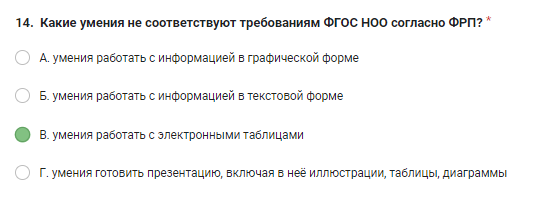 14. Какие умения не соответствуют требованиям ФГОС НОО согласно ФРП? *
А. умения работать с информацией в графической форме
Б. умения работать с информацией в текстовой форме
В. умения работать с электронными таблицами
Г. умения готовить презентацию, включая в неё иллюстрации, таблицы, диаграммы